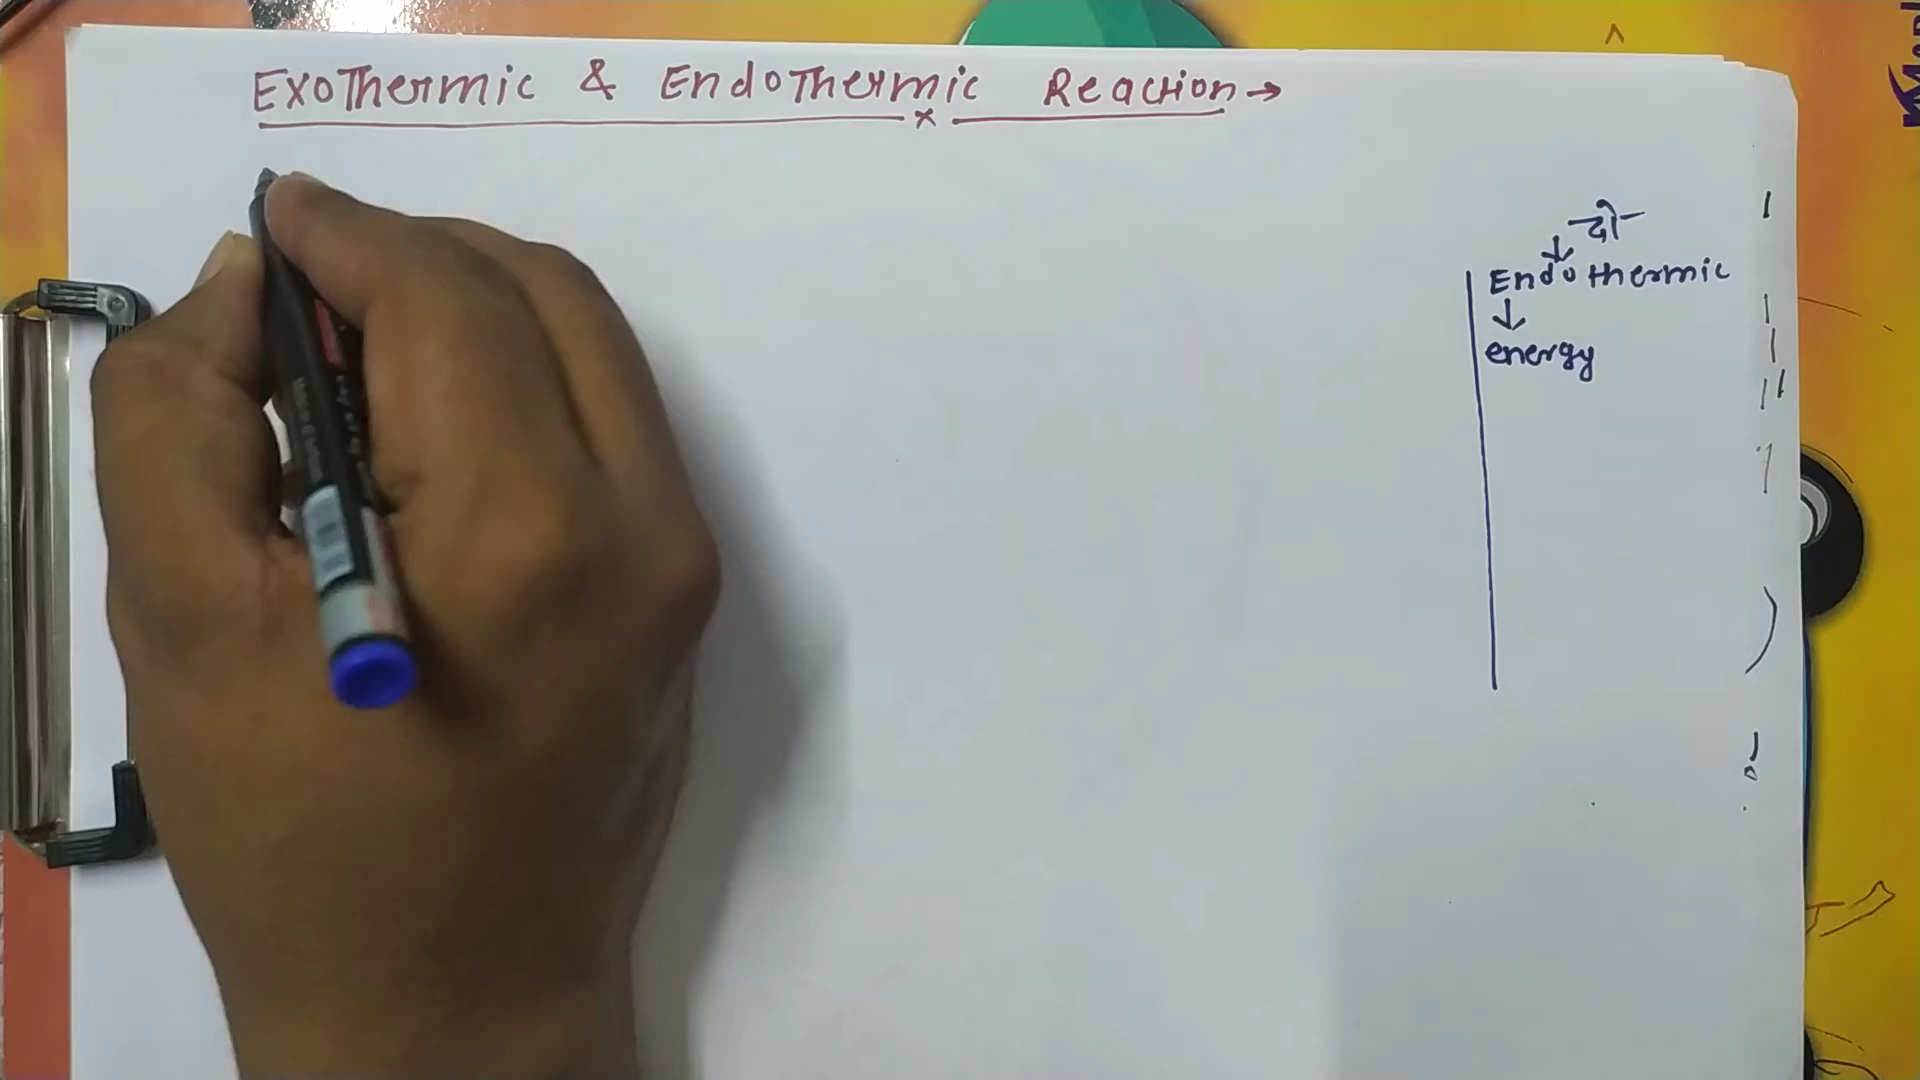 Exothermic & Endothermic Reaction→
दो
↓
Endothermic
↓
energy